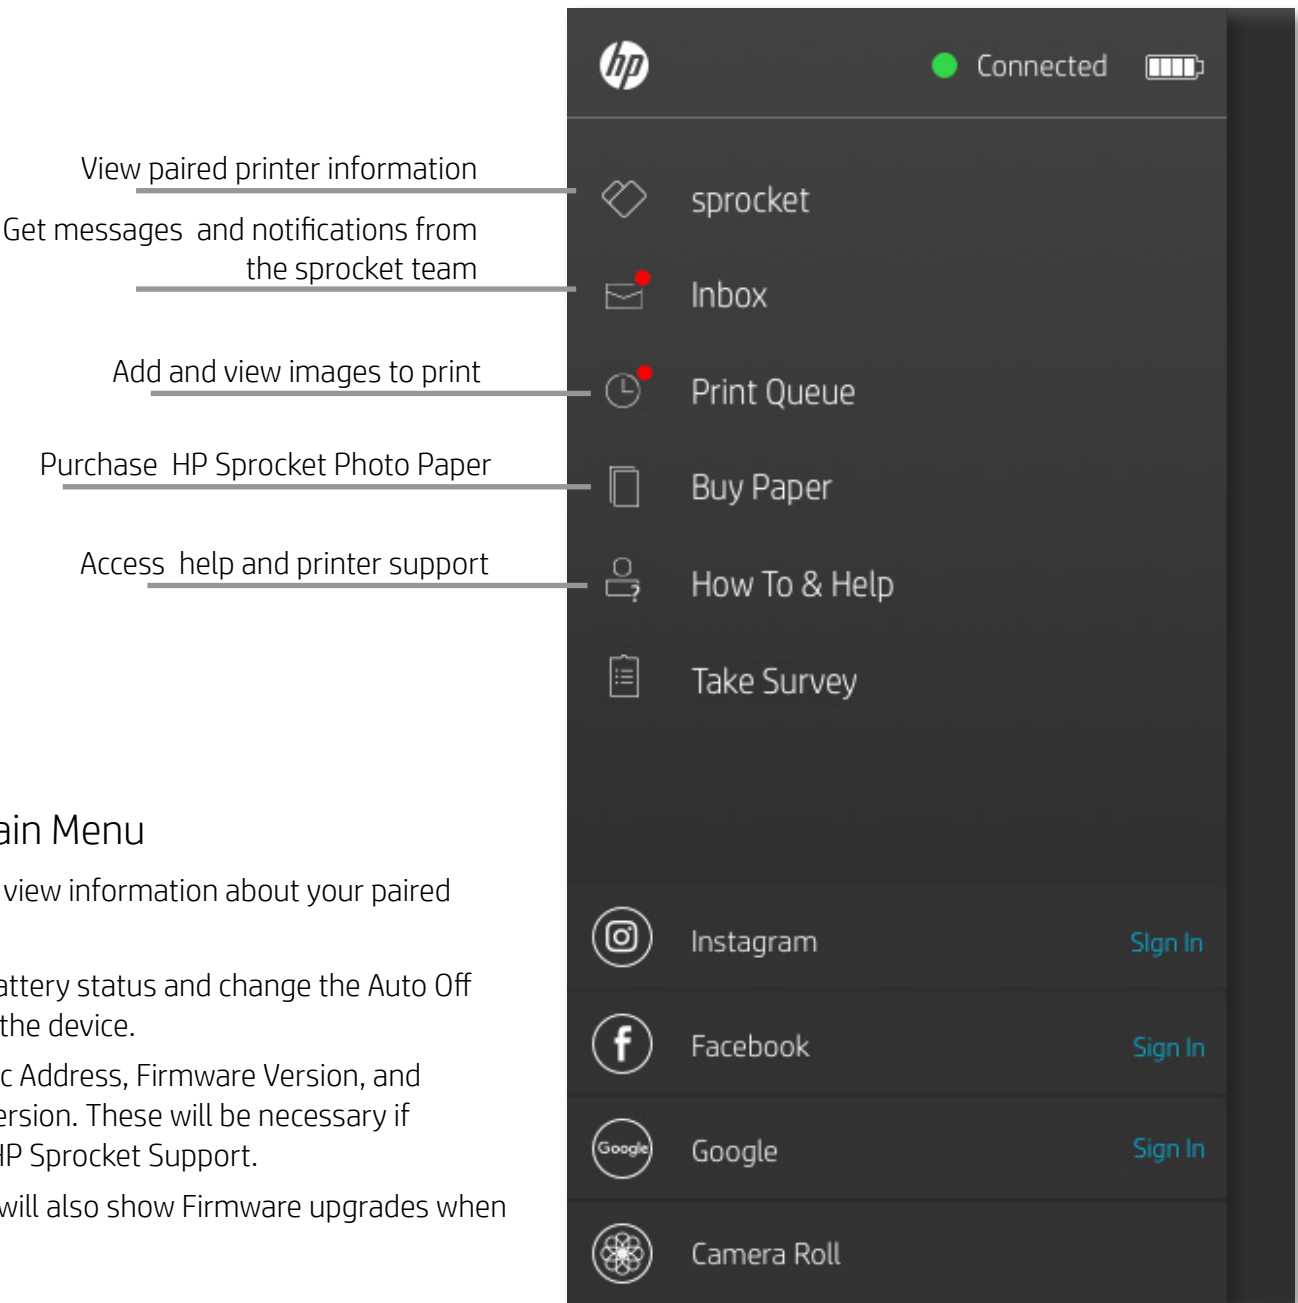 hp
Connected
View paired printer information
sprocket
Get messages and notifications from
the sprocket team
Inbox
Add and view images to print
Print Queue
Purchase HP Sprocket Photo Paper
Buy Paper
Access help and printer support
How To & Help
Take Survey
Menu
view information about your paired
status and change the Auto Off
the device.
Address, Firmware Version, and
These will be necessary if
Sprocket Support.
will also show Firmware upgrades when
Instagram
SIgn In
Facebook
Sign In
Google
Google
Sign In
Camera Roll